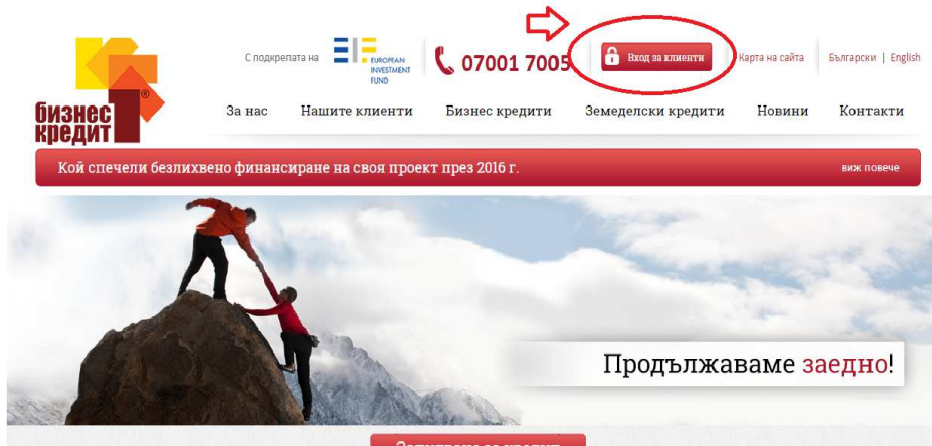 С подкрепата на
EIF EUROPEAN
INVESTMENT
FUND
07001 7005
Вход за клиенти
Карта на сайта
Български | English
бизнес
кредит
®
За нас Нашите клиенти Бизнес кредити Земеделски кредити Новини Контакти
Кой спечели безлихвено финансиране на своя проект през 2016 г.
виж повече
Продължаваме заедно!